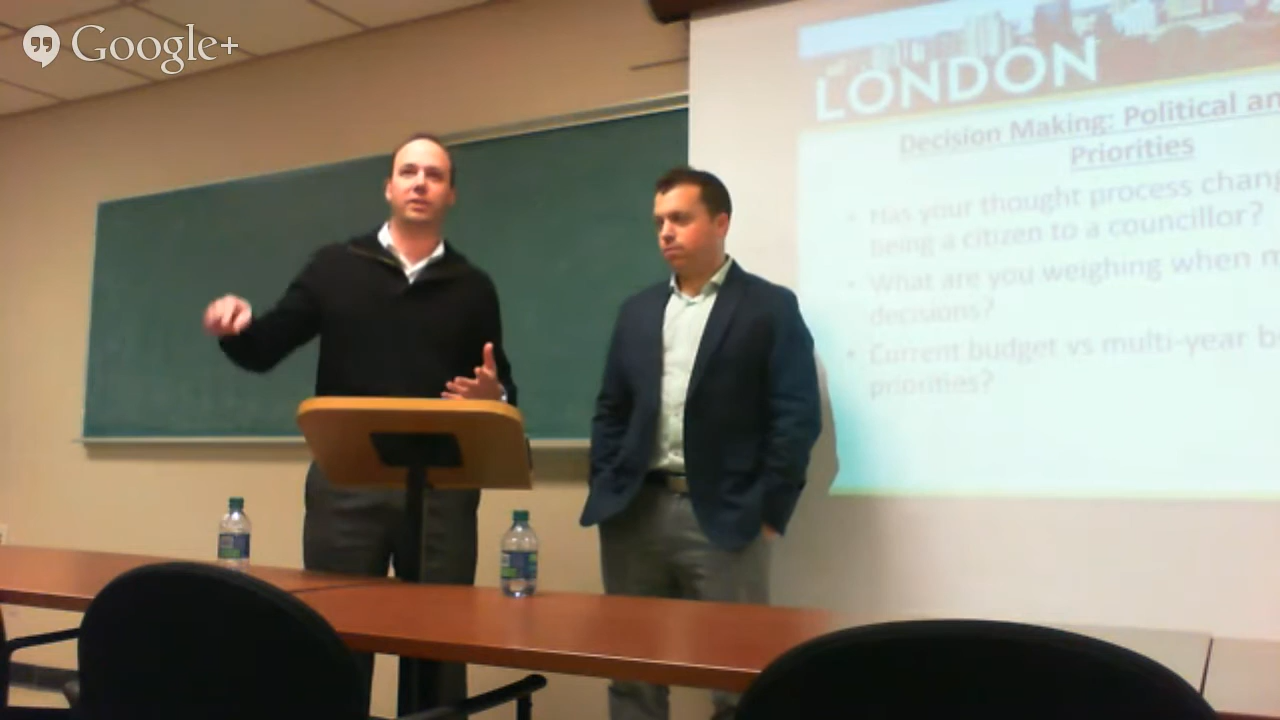 Google+
LONDON
Decision Making: Political an
Priorities
• Has your thought process chang
being a citizen to a councillor?
• What are you weighing when m
decisions?
• Current budget vs multi-year b
priorities?